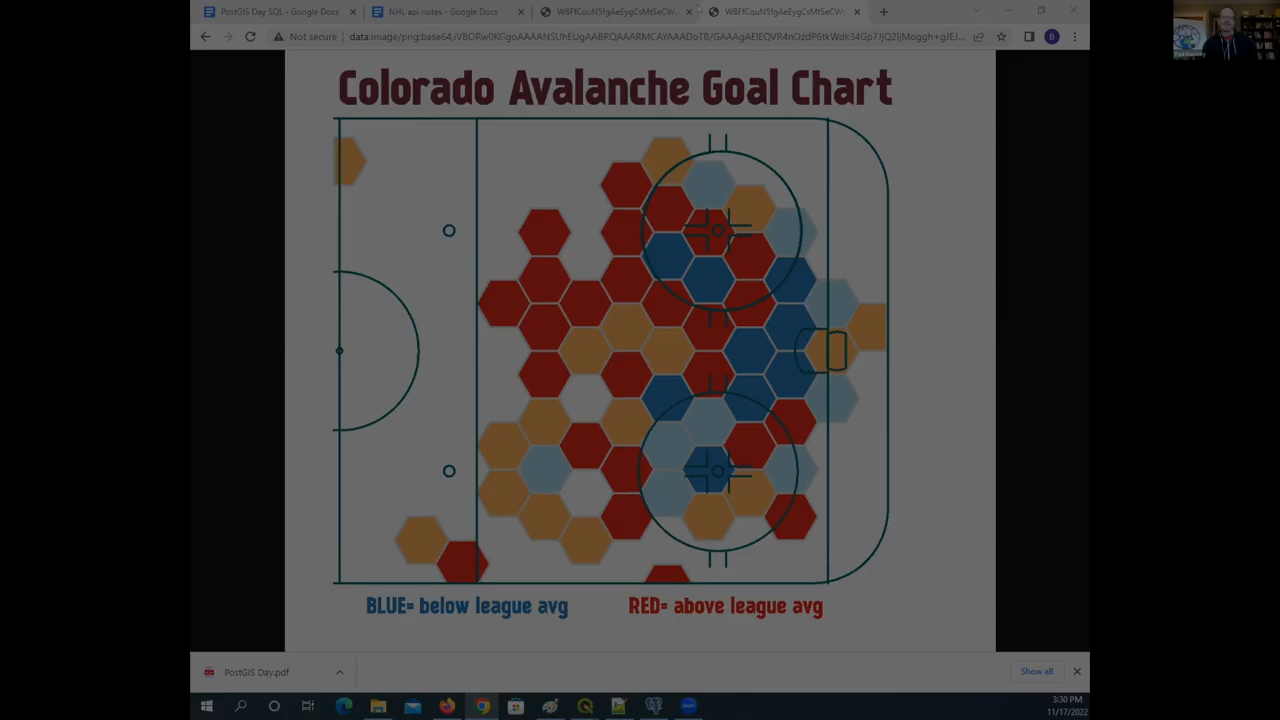 PostGIS Day SQL - Google Docs
NHL api notes - Google Docs
Not secure
Colorado Avalanche Goal Chart
BLUE= below league avg
RED= above league avg
PostGIS Day.pdf
Show all
3:30 PM
11/17/2022